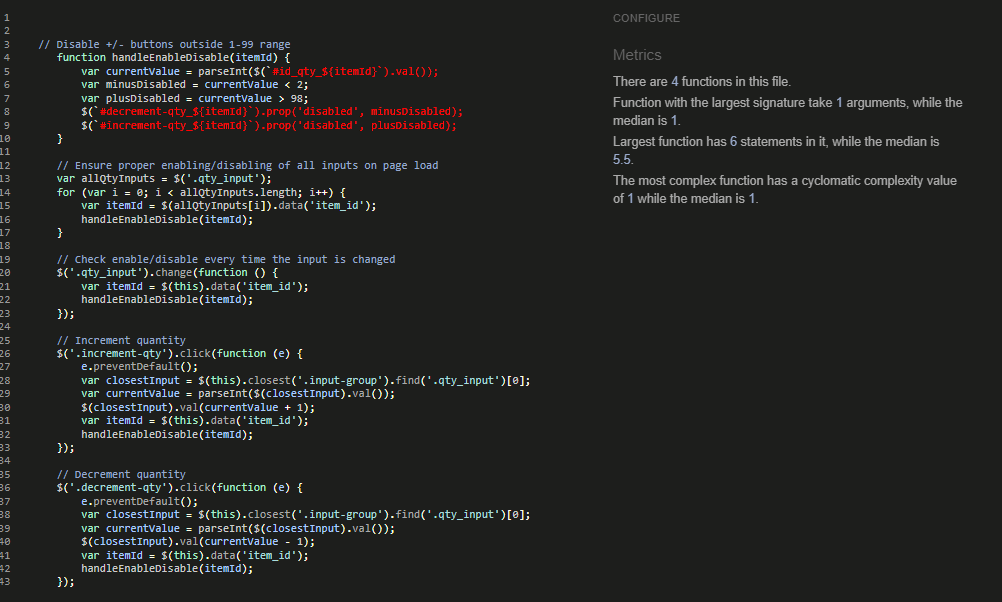 1
2
3 // Disable +/- buttons outside 1-99 range
4 function handleEnableDisable(itemId) {
5 var currentValue = parseInt($(`#id_qty_${itemId}`).val());
6 var minusDisabled = currentValue < 2;
7 var plusDisabled = currentValue > 98;
8 $(`#decrement-qty_${itemId}`).prop('disabled', minusDisabled);
9 $(`#increment-qty_${itemId}`).prop('disabled', plusDisabled);
10 }
11
12 // Ensure proper enabling/disabling of all inputs on page load
13 var allQtyInputs = $('.qty_input');
14 for (var i = 0; i < allQtyInputs.length; i++) {
15 var itemId = $(allQtyInputs[i]).data('item_id');
16 handleEnableDisable(itemId);
17 }
18
19 // Check enable/disable every time the input is changed
20 $('.qty_input').change(function () {
21 var itemId = $(this).data('item_id');
22 handleEnableDisable(itemId);
23 });
24
25 // Increment quantity
26 $('.increment-qty').click(function (e) {
27 e.preventDefault();
28 var closestInput = $(this).closest('.input-group').find('.qty_input')[0];
29 var currentValue = parseInt($(closestInput).val());
30 $(closestInput).val(currentValue + 1);
31 var itemId = $(this).data('item_id');
32 handleEnableDisable(itemId);
33 });
34
35 // Decrement quantity
36 $('.decrement-qty').click(function (e) {
37 e.preventDefault();
38 var closestInput = $(this).closest('.input-group').find('.qty_input')[0];
39 var currentValue = parseInt($(closestInput).val());
40 $(closestInput).val(currentValue - 1);
41 var itemId = $(this).data('item_id');
42 handleEnableDisable(itemId);
43 });
CONFIGURE
Metrics
There are 4 functions in this file.
Function with the largest signature take 1 arguments, while the
median is 1.
Largest function has 6 statements in it, while the median is
5.5.
The most complex function has a cyclomatic complexity value
of 1 while the median is 1.